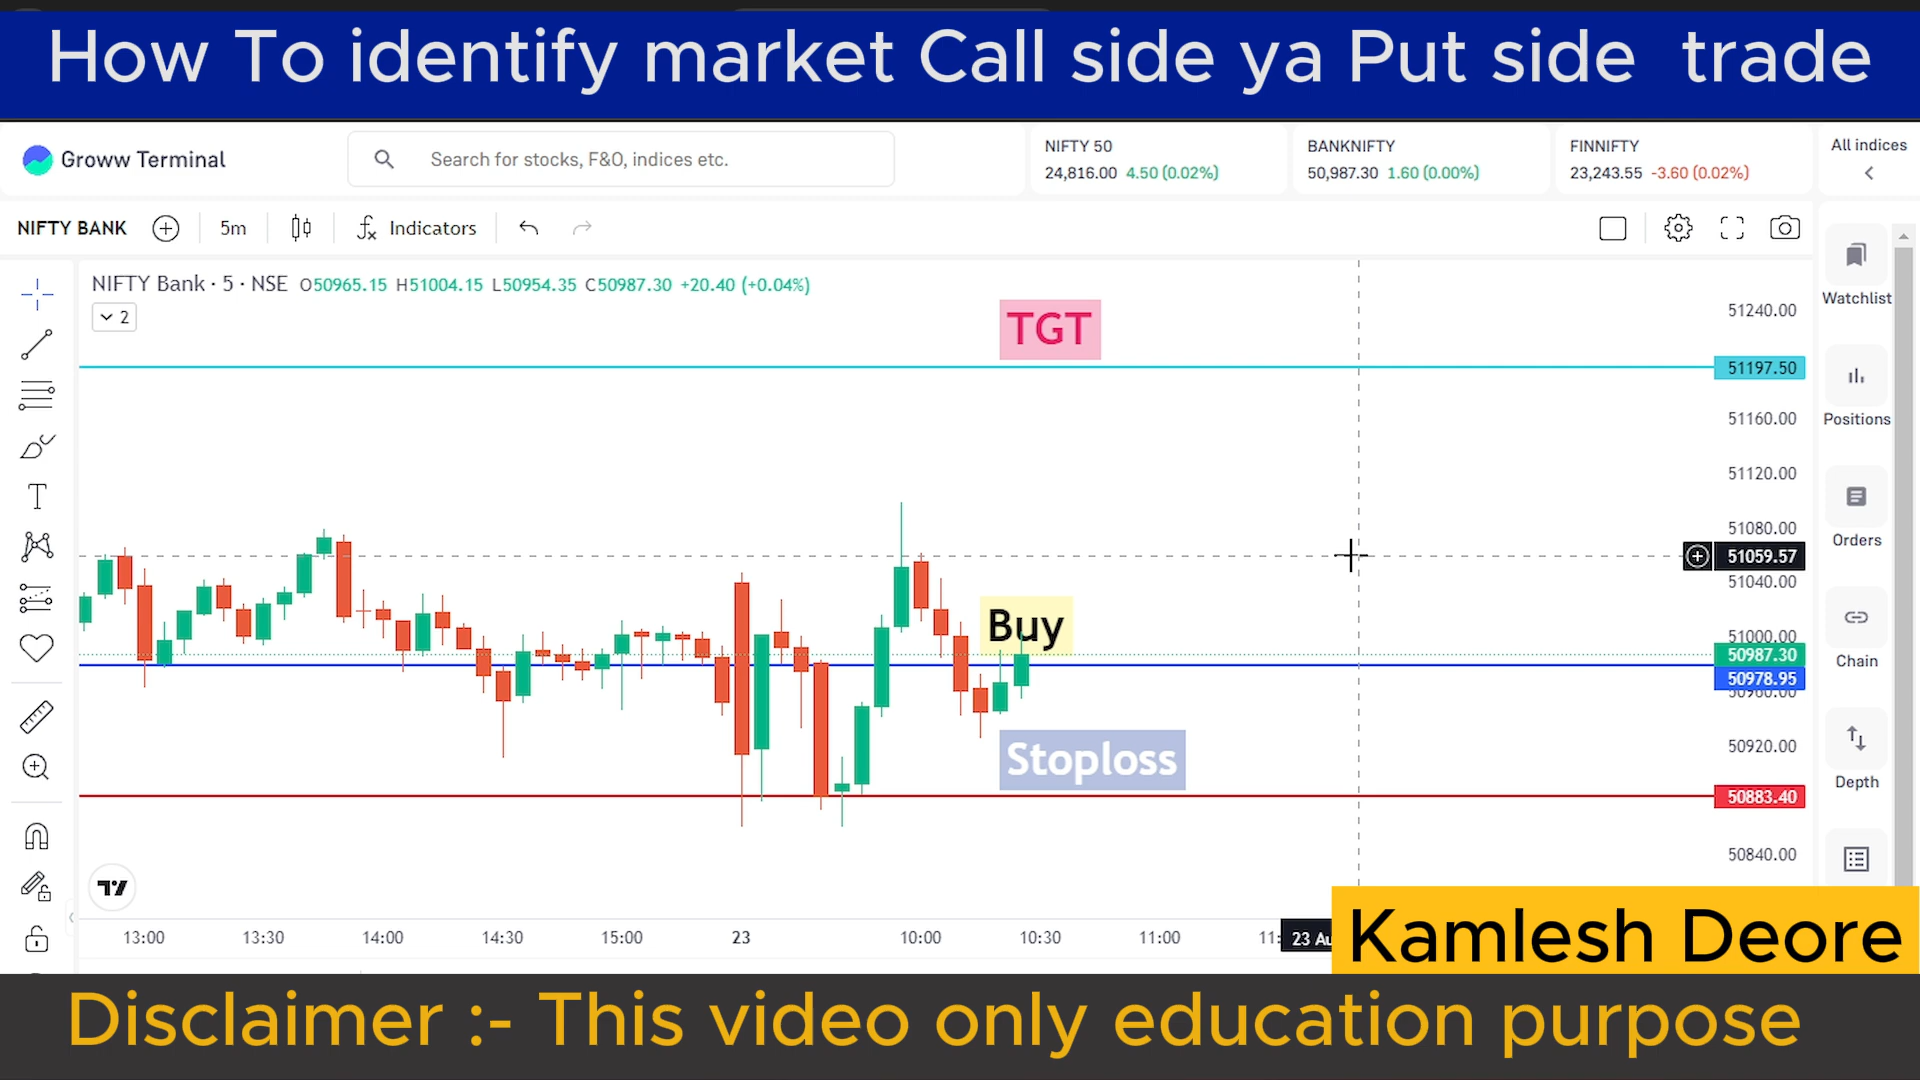 How To identify market Call side ya Put side trade
Groww Terminal
Search for stocks, F&O, indices etc.
NIFTY 50
24,816.00 4.50 (0.02%)
BANKNIFTY
50,987.30 1.60 (0.00%)
FINNIFTY
23,243.55 -3.60 (0.02%)
All indices
NIFTY BANK
5m
Indicators
NIFTY Bank · 5 · NSE O50965.15 H51004.15 L50954.35 C50987.30 +20.40 (+0.04%)
2
TGT
Buy
Stoploss
51240.00
51197.50
51160.00
51120.00
51080.00
51059.57
51040.00
51000.00
50987.30
50978.95
50960.00
50920.00
50883.40
50840.00
Watchlist
Positions
Orders
Chain
Depth
13:00 13:30 14:00 14:30 15:00 23 10:00 10:30 11:00 11: 23 Au
Kamlesh Deore
Disclaimer :- This video only education purpose